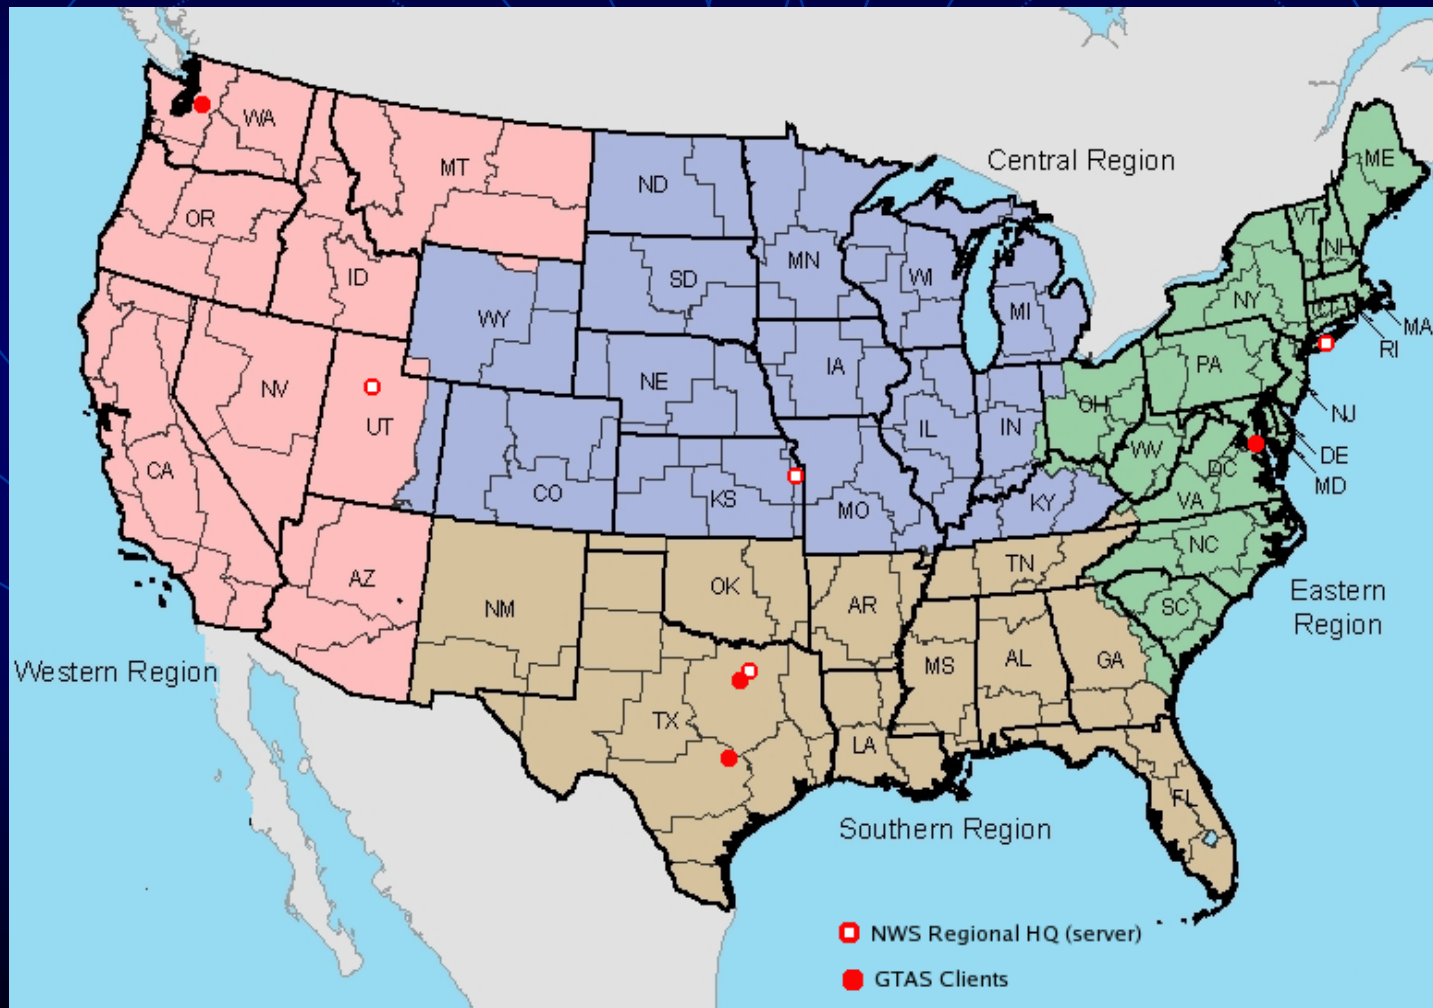 Central Region
WA
MT
ND
ME
VT
NH
OR
ID
SD
MN
WI
MI
NY
CT
MA
RI
WY
NV
UT
NE
IA
PA
NJ
OH
IL
IN
WV
DE
MD
DC
CA
CO
KS
MO
KY
VA
NC
AZ
NM
OK
AR
TN
SC
Eastern
Region
Western Region
TX
MS
AL
GA
LA
FL
Southern Region
NWS Regional HQ (server)
GTAS Clients